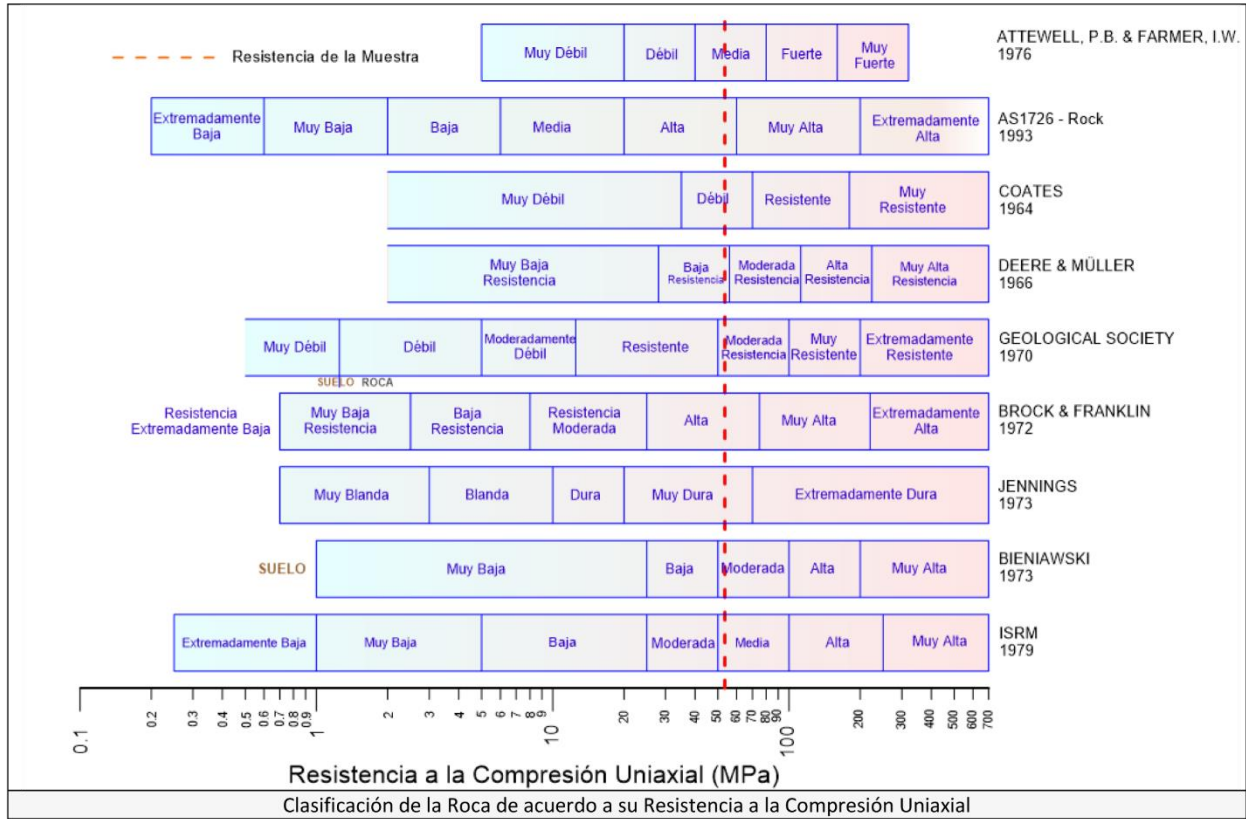 Resistencia de la Muestra
Muy Débil
Débil
Media
Fuerte
Muy
Fuerte
ATTEWELL, P.B. & FARMER, I.W.
1976
Extremadamente
Baja
Muy Baja
Baja
Media
Alta
Muy Alta
Extremadamente
Alta
AS1726 - Rock
1993
Muy Débil
Débil
Resistente
Muy
Resistente
COATES
1964
Muy Baja
Resistencia
Baja
Resistencia
Moderada
Resistencia
Alta
Resistencia
Muy Alta
Resistencia
DEERE & MÜLLER
1966
Muy Débil
Débil
Moderadamente
Débil
Resistente
Moderada
Resistencia
Muy
Resistente
Extremadamente
Resistente
GEOLOGICAL SOCIETY
1970
SUELO ROCA
Resistencia
Extremadamente Baja
Muy Baja
Resistencia
Baja
Resistencia
Resistencia
Moderada
Alta
Muy Alta
Extremadamente
Alta
BROCK & FRANKLIN
1972
Muy Blanda
Blanda
Dura
Muy Dura
Extremadamente Dura
JENNINGS
1973
SUELO
Muy Baja
Baja
Moderada
Alta
Muy Alta
BIENIAWSKI
1973
Extremadamente Baja
Muy Baja
Baja
Moderada
Media
Alta
Muy Alta
ISRM
1979
0.1 0.2 0.3 0.4 0.5 0.6 0.7 0.8 0.9 1 2 3 4 5 6 7 8 9 10 20 30 40 50 60 70 80 90 100 200 300 400 500 600 700
Resistencia a la Compresión Uniaxial (MPa)
Clasificación de la Roca de acuerdo a su Resistencia a la Compresión Uniaxial